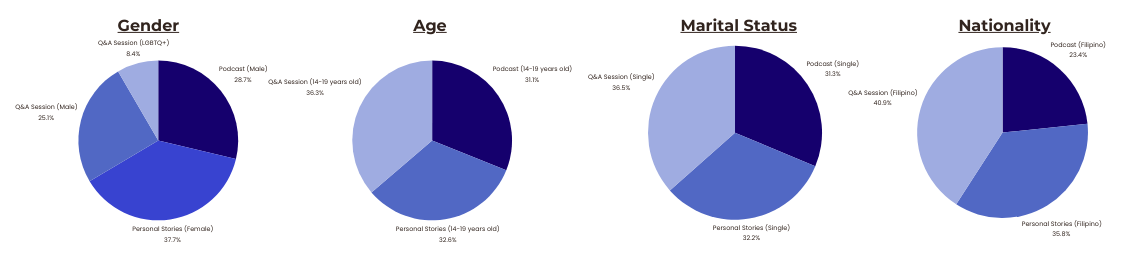 Gender
Q&A Session (LGBTQ+)
8.4%
Podcast (Male)
28.7%
Q&A Session (Male)
25.1%
Personal Stories (Female)
37.7%
Age
Podcast (14-19 years old)
31.1%
Q&A Session (14-19 years old)
36.3%
Personal Stories (14-19 years old)
32.6%
Marital Status
Podcast (Single)
31.3%
Q&A Session (Single)
36.5%
Personal Stories (Single)
32.2%
Nationality
Podcast (Filipino)
23.4%
Q&A Session (Filipino)
40.9%
Personal Stories (Filipino)
35.8%